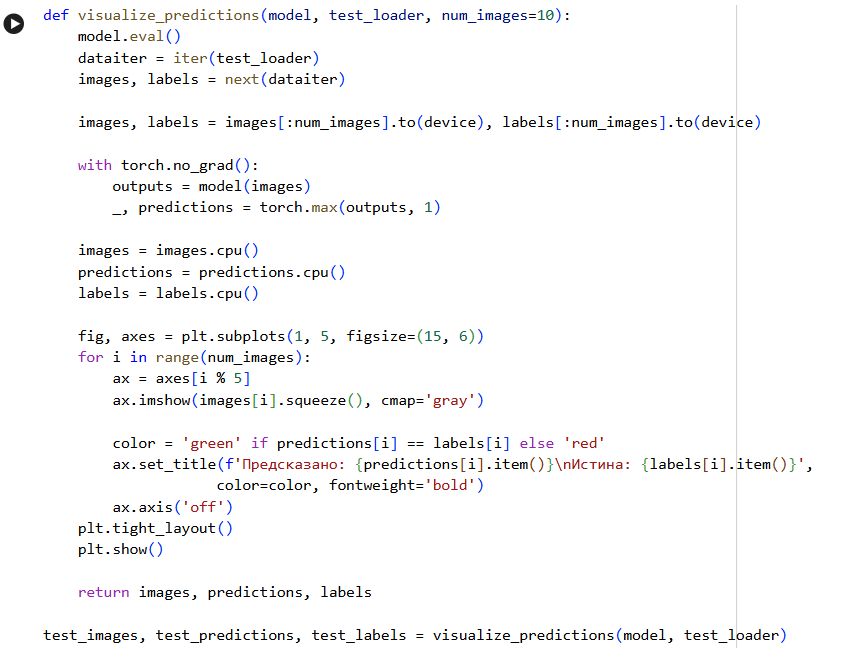 def visualize_predictions(model, test_loader, num_images=10):
    model.eval()
    dataiter = iter(test_loader)
    images, labels = next(dataiter)

    images, labels = images[:num_images].to(device), labels[:num_images].to(device)

    with torch.no_grad():
        outputs = model(images)
        _, predictions = torch.max(outputs, 1)

    images = images.cpu()
    predictions = predictions.cpu()
    labels = labels.cpu()

    fig, axes = plt.subplots(1, 5, figsize=(15, 6))
    for i in range(num_images):
        ax = axes[i % 5]
        ax.imshow(images[i].squeeze(), cmap='gray')

        color = 'green' if predictions[i] == labels[i] else 'red'
        ax.set_title(f'Предсказано: {predictions[i].item()}\nИстина: {labels[i].item()}',
                    color=color, fontweight='bold')
        ax.axis('off')
    plt.tight_layout()
    plt.show()

    return images, predictions, labels

test_images, test_predictions, test_labels = visualize_predictions(model, test_loader)